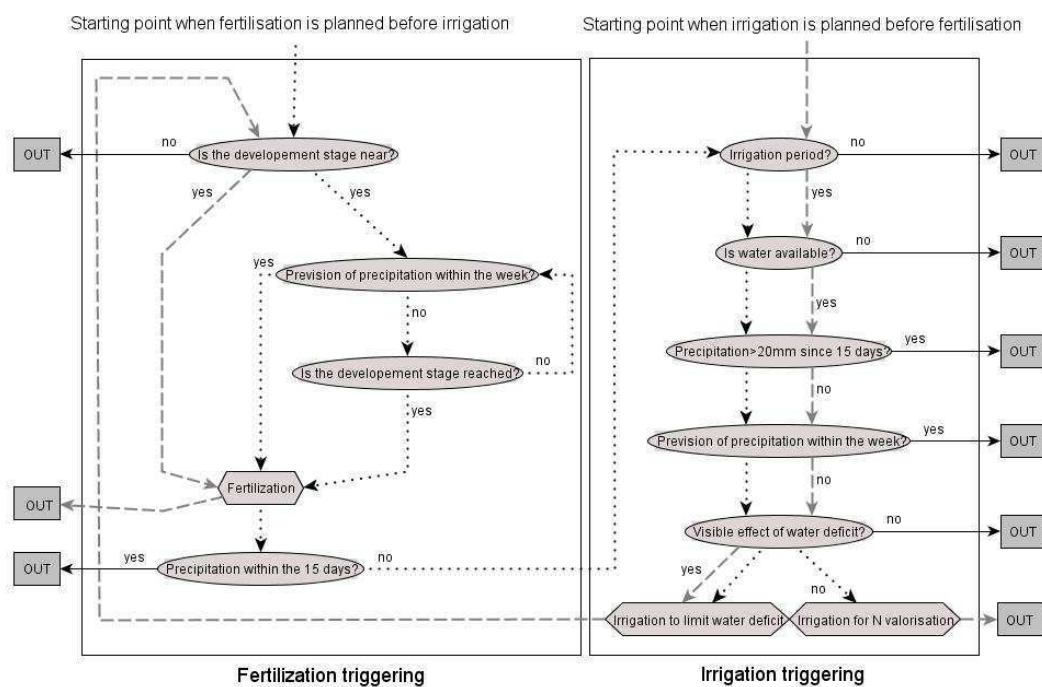 Starting point when fertilisation is planned before irrigation
Starting point when irrigation is planned before fertilisation
OUT
no
Is the developement stage near?
yes
yes
yes
Prevision of precipitation within the week?
no
Is the developement stage reached?
no
yes
Fertilization
OUT
OUT
yes
Precipitation within the 15 days?
no
Fertilization triggering
Irrigation period?
no
OUT
yes
Is water available?
no
OUT
yes
Precipitation>20mm since 15 days?
yes
OUT
no
Prevision of precipitation within the week?
yes
OUT
no
Visible effect of water deficit?
no
OUT
yes
no
Irrigation to limit water deficit
Irrigation for N valorisation
OUT
Irrigation triggering